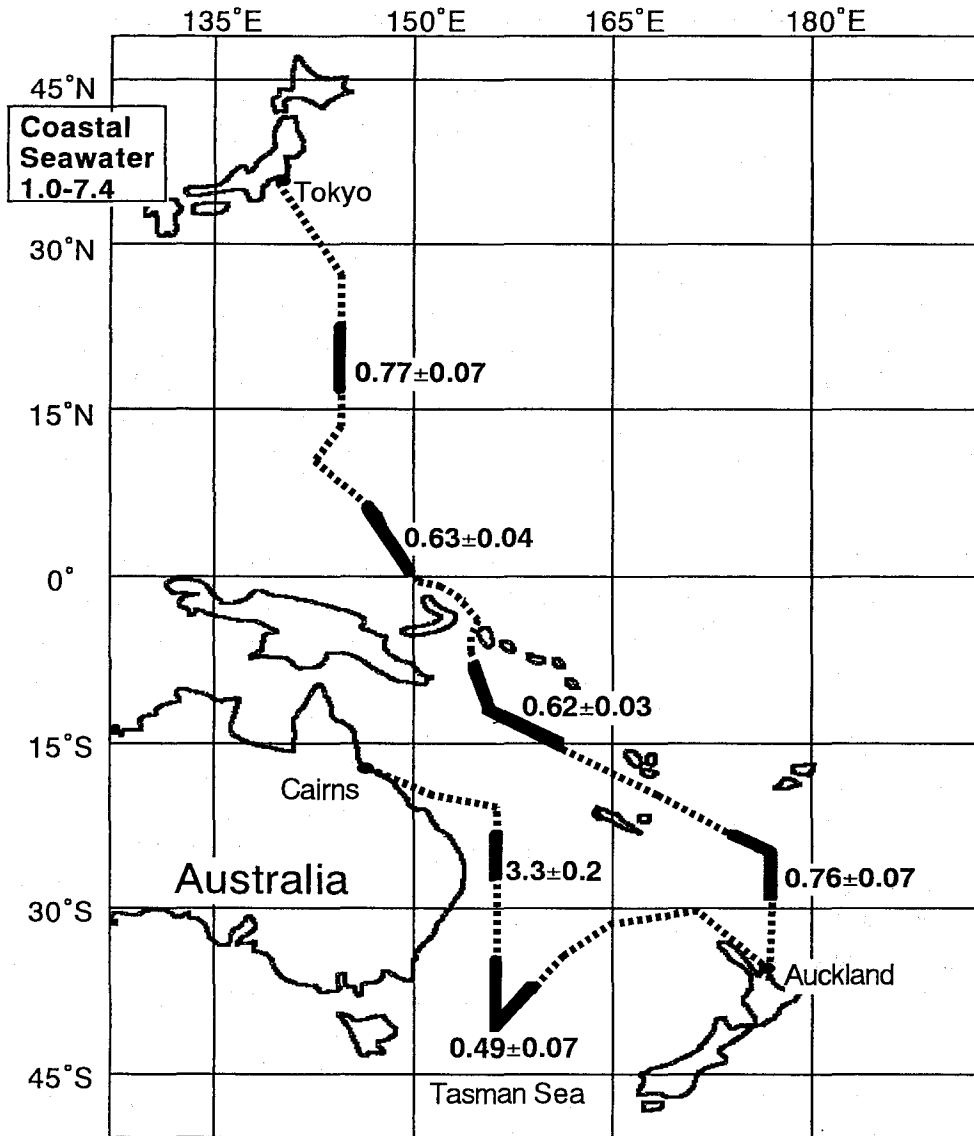 135°E 150°E 165°E 180°E
45°N
Coastal
Seawater
1.0-7.4
Tokyo
30°N
0.77±0.07
15°N
0.63±0.04
0°
0.62±0.03
15°S
Cairns
Australia
3.3±0.2
0.76±0.07
30°S
Auckland
0.49±0.07
45°S
Tasman Sea